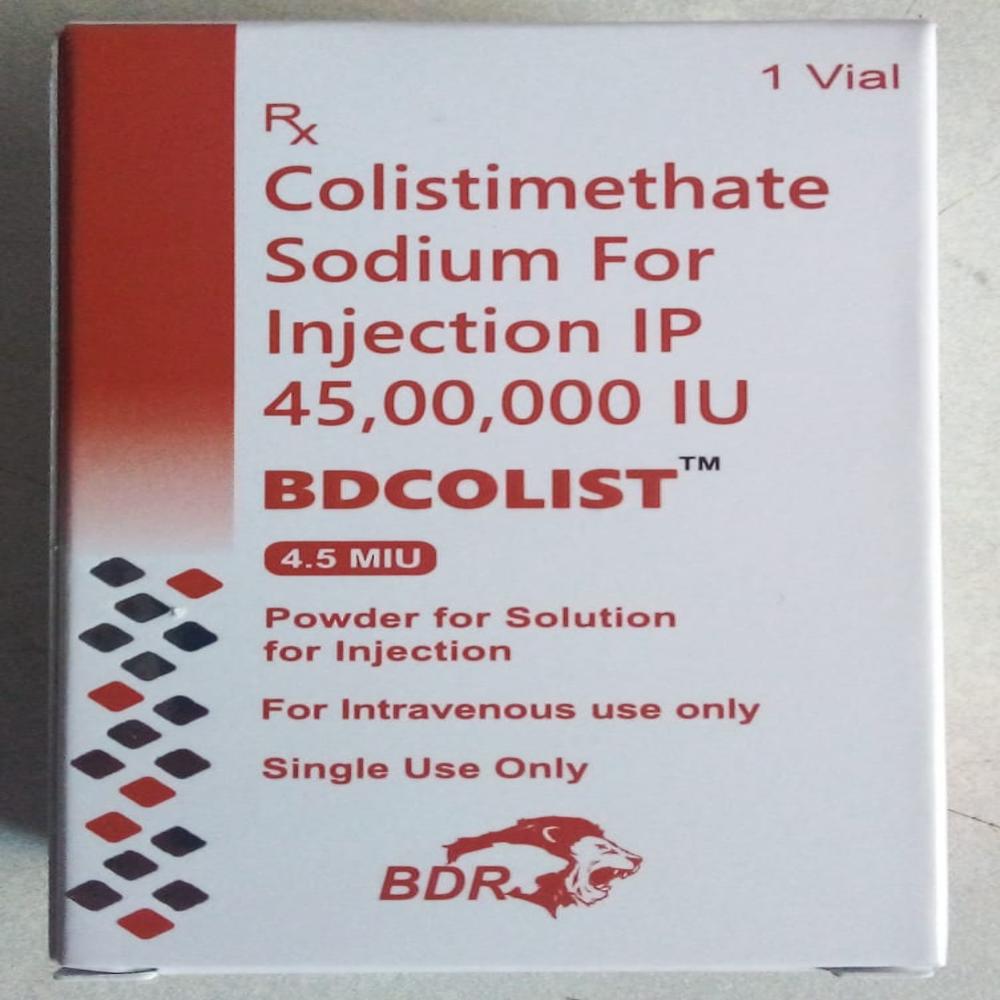 1 Vial
Rx
Colistimethate
Sodium For
Injection IP
45,00,000 IU
BDCOLIST™
4.5 MIU
Powder for Solution
for Injection
For Intravenous use only
Single Use Only
BDR